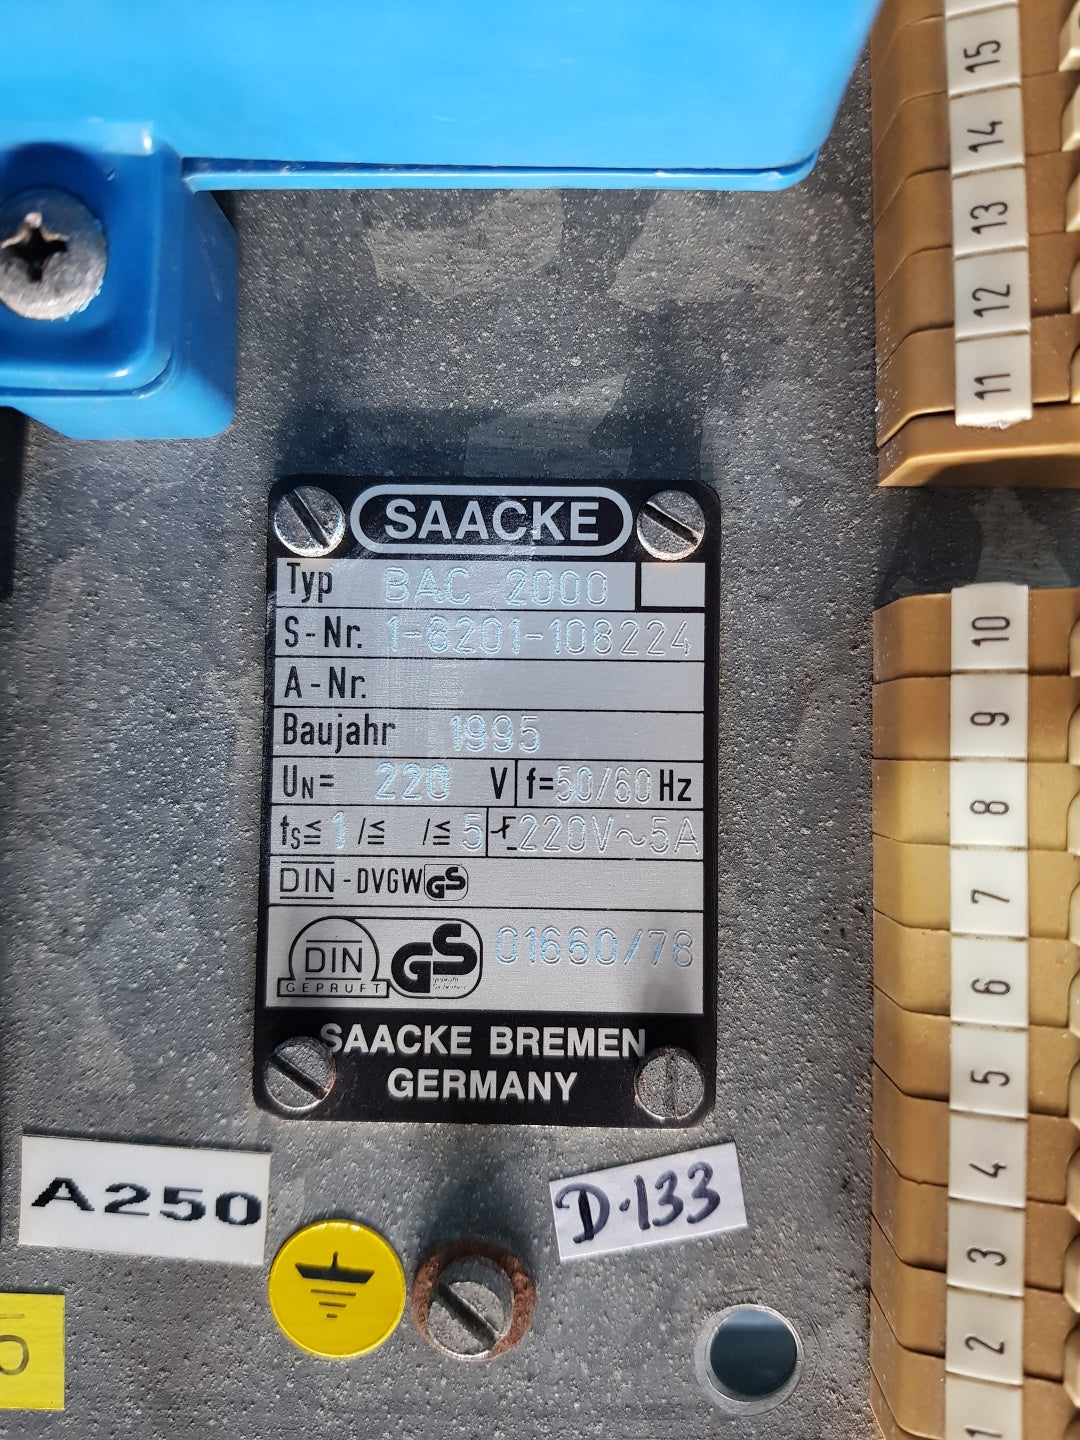 SAACKE
Typ BAC 2000
S-Nr. 1-8201-108224
A-Nr.
Baujahr 1995
UN= 220 V f=50/60 Hz
ts≦ 1 /≦ /≦ 5 220V~5A
DIN-DVGW GS
DIN GEPRÜFT GS 01660/78
SAACKE BREMEN
GERMANY
A250
D-133
15
14
13
12
11
10
9
8
7
6
5
4
3
2
1